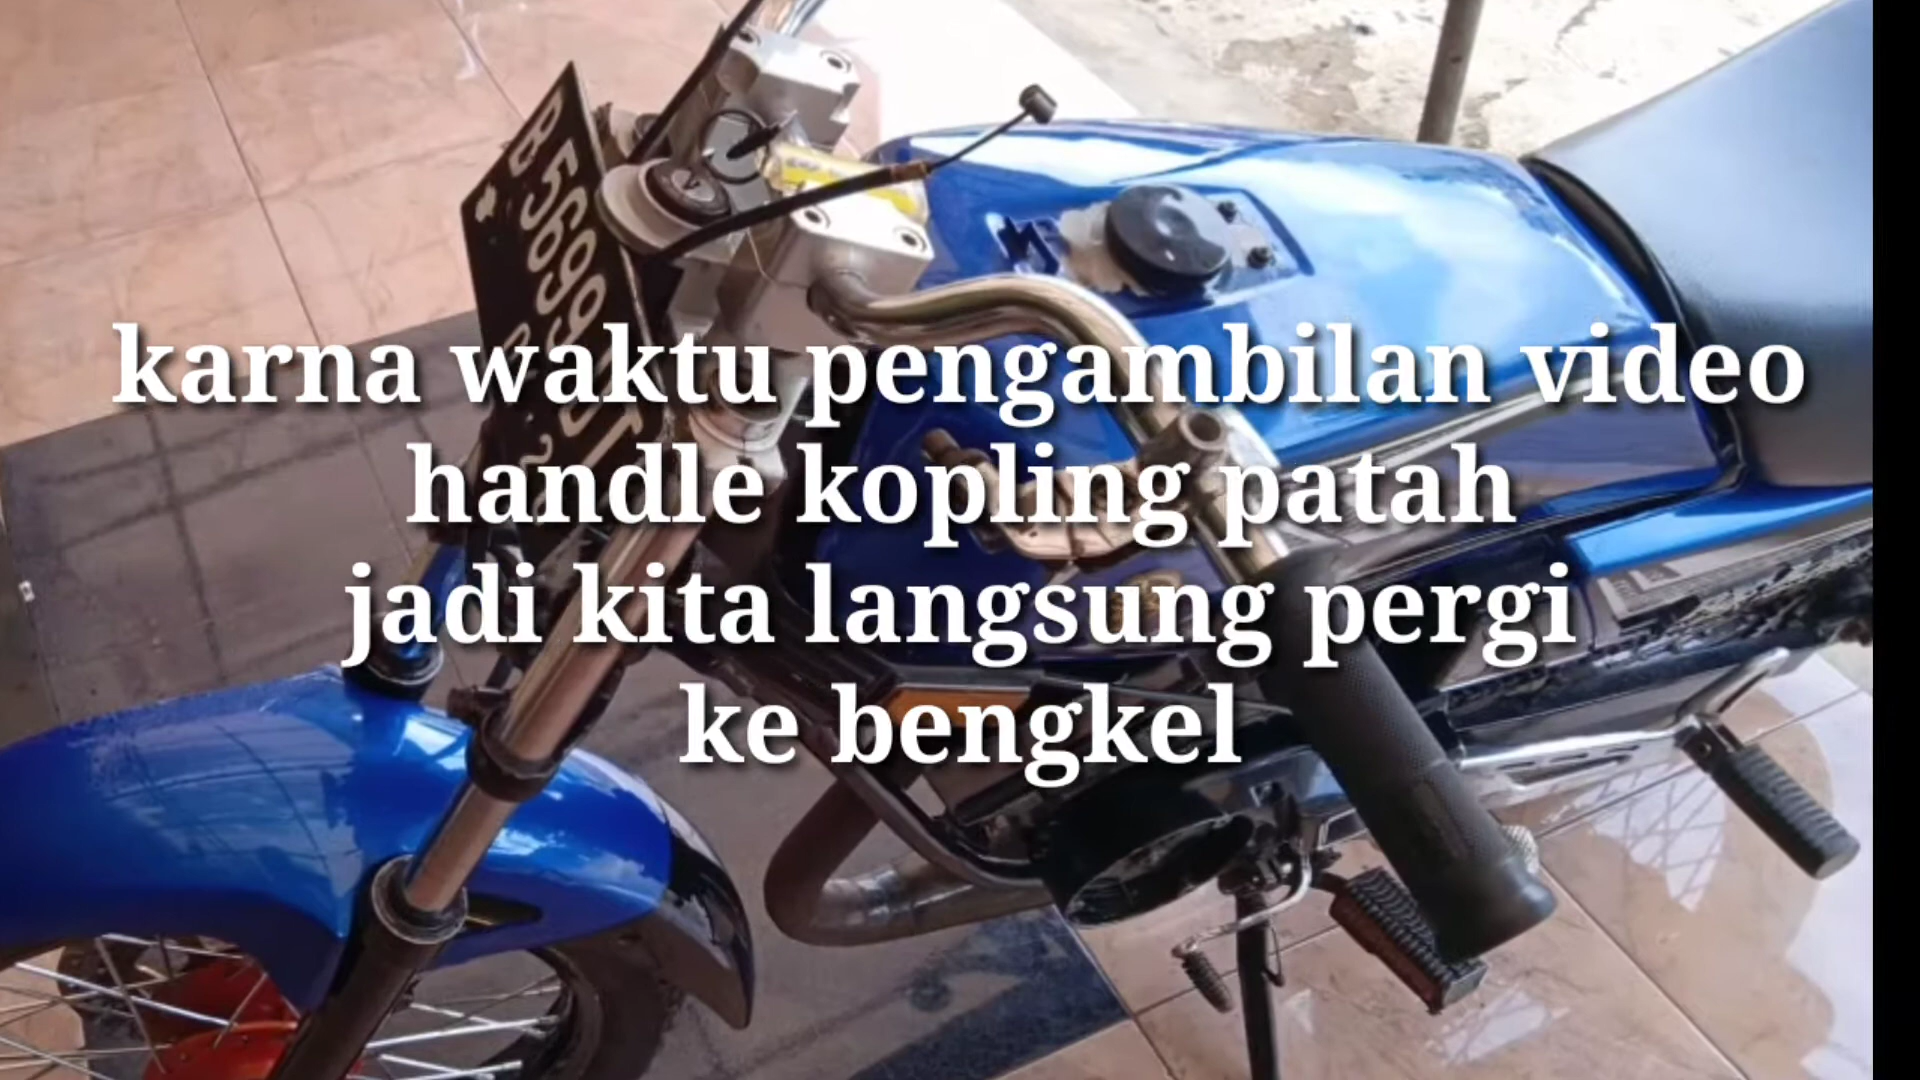 karna waktu pengambilan video
handle kopling patah
jadi kita langsung pergi
ke bengkel